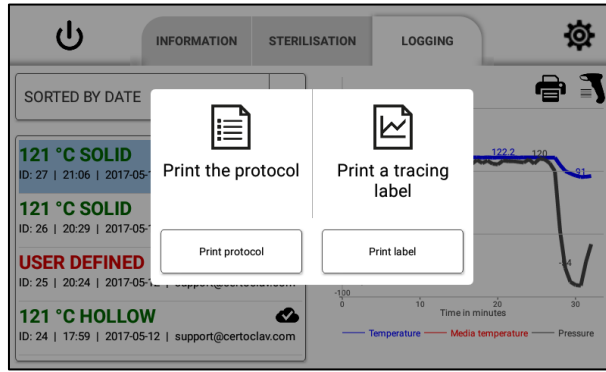 INFORMATION STERILISATION LOGGING
SORTED BY DATE
121 °C SOLID
ID: 27 | 21:06 | 2017-05-
121 °C SOLID
ID: 26 | 20:29 | 2017-05-
USER DEFINED
ID: 25 | 20:24 | 2017-05-12 | support@certoclav.com
121 °C HOLLOW
ID: 24 | 17:59 | 2017-05-12 | support@certoclav.com
Print the protocol
Print a tracing
label
Print protocol
Print label
122.2 120
91
-100
0 10 20 30
Time in minutes
Temperature Media temperature Pressure